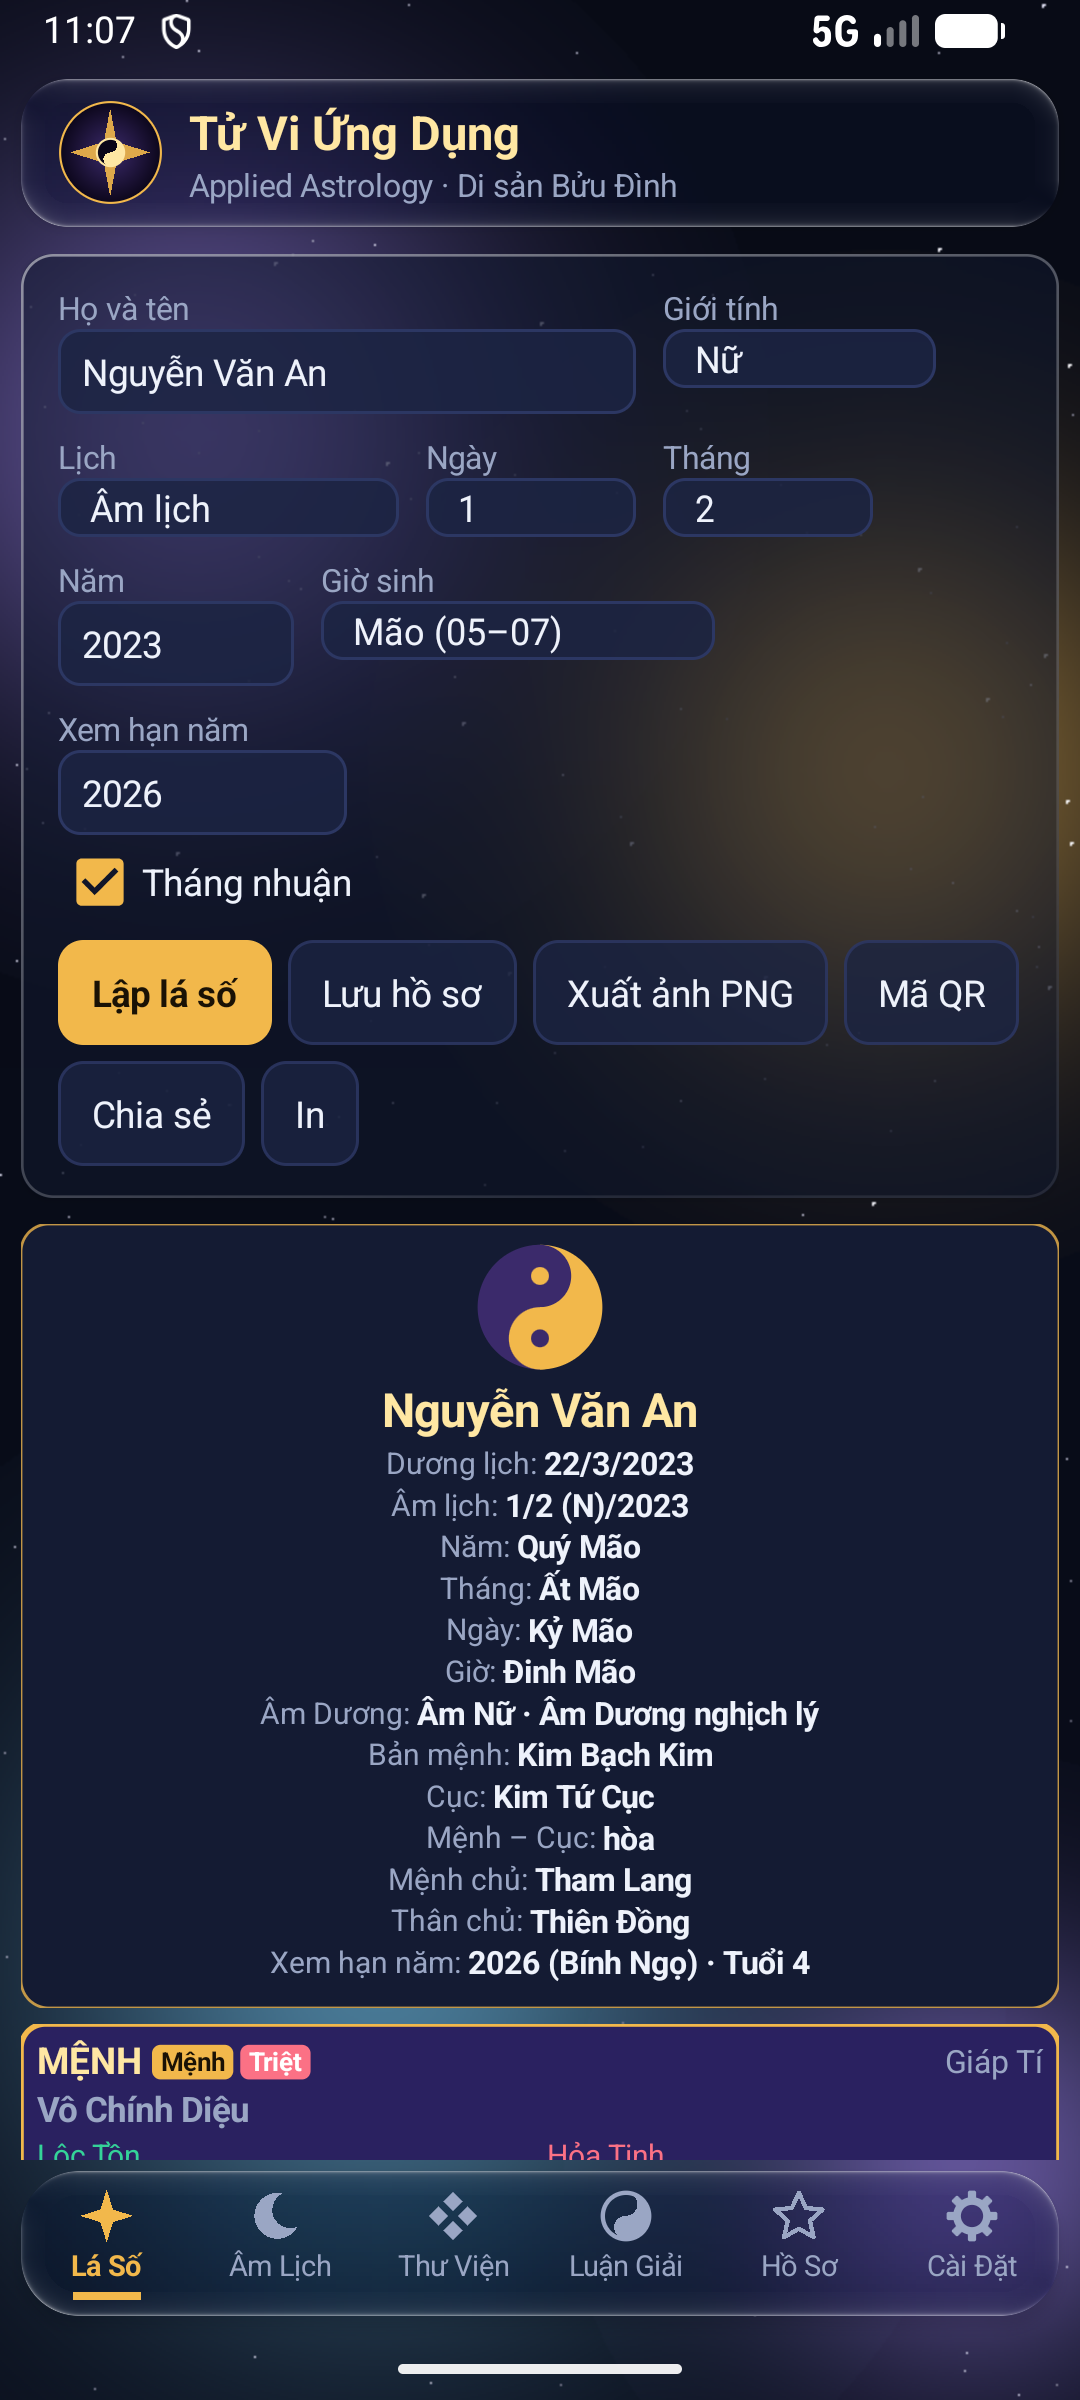 11:07
5G
Tử Vi Ứng Dụng
Applied Astrology · Di sản Bửu Đình
Họ và tên
Giới tính
Nguyễn Văn An
Nữ
Lịch
Ngày
Tháng
Âm lịch
1
2
Năm
Giờ sinh
2023
Mão (05–07)
Xem hạn năm
2026
Tháng nhuận
Lập lá số
Lưu hồ sơ
Xuất ảnh PNG
Mã QR
Chia sẻ
In
Nguyễn Văn An
Dương lịch: 22/3/2023
Âm lịch: 1/2 (N)/2023
Năm: Quý Mão
Tháng: Ất Mão
Ngày: Kỷ Mão
Giờ: Đinh Mão
Âm Dương: Âm Nữ · Âm Dương nghịch lý
Bản mệnh: Kim Bạch Kim
Cục: Kim Tứ Cục
Mệnh – Cục: hòa
Mệnh chủ: Tham Lang
Thân chủ: Thiên Đồng
Xem hạn năm: 2026 (Bính Ngọ) · Tuổi 4
MỆNH Mệnh Triệt
Giáp Tí
Vô Chính Diệu
Lộc Tồn
Hỏa Tinh
Lá Số
Âm Lịch
Thư Viện
Luận Giải
Hồ Sơ
Cài Đặt